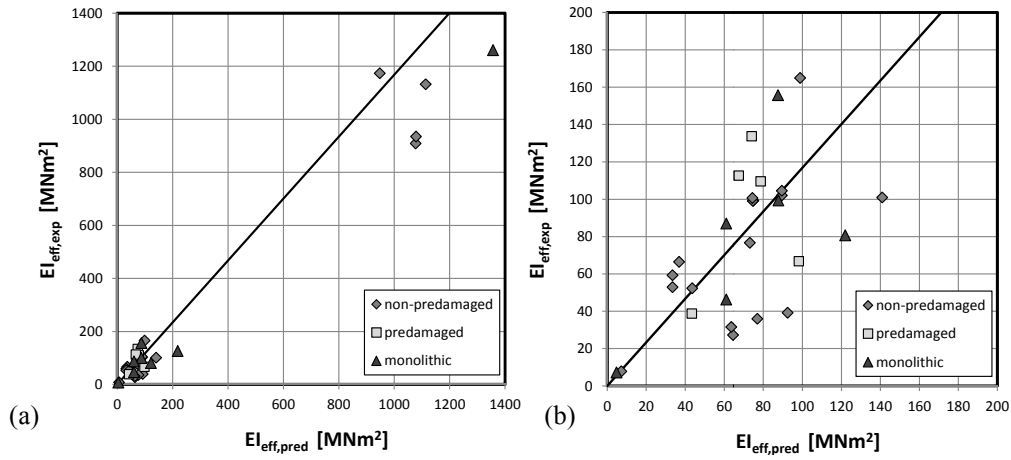 1400
1200
1000
800
600
400
200
0
EIeff,exp [MNm²]
0 200 400 600 800 1000 1200 1400
EIeff,pred [MNm²]
non-predamaged
predamaged
monolithic
(a)
200
180
160
140
120
100
80
60
40
20
0
EIeff,exp [MNm²]
0 20 40 60 80 100 120 140 160 180 200
EIeff,pred [MNm²]
non-predamaged
predamaged
monolithic
(b)